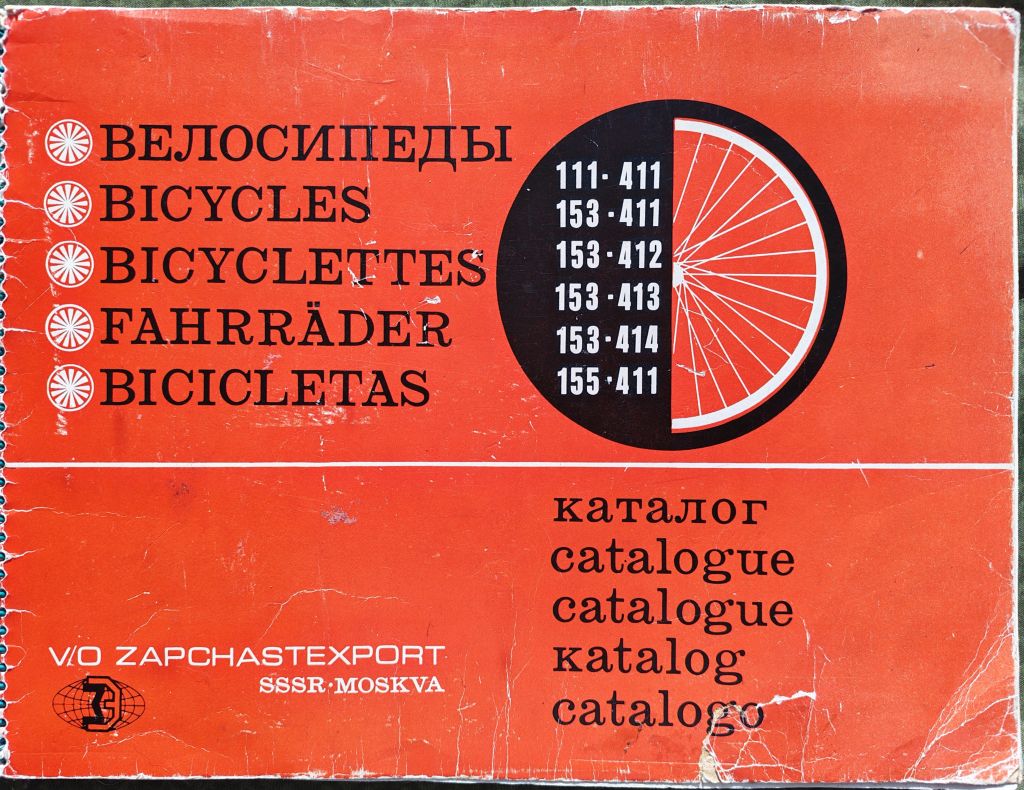 ВЕЛОСИПЕДЫ
BICYCLES
BICYCLETTES
FAHRRÄDER
BICICLETAS
111-411
153-411
153-412
153-413
153-414
155-411
каталог
catalogue
catalogue
katalog
catalogo
V/O ZAPCHASTEXPORT
SSSR·MOSKVA
ЗЭ